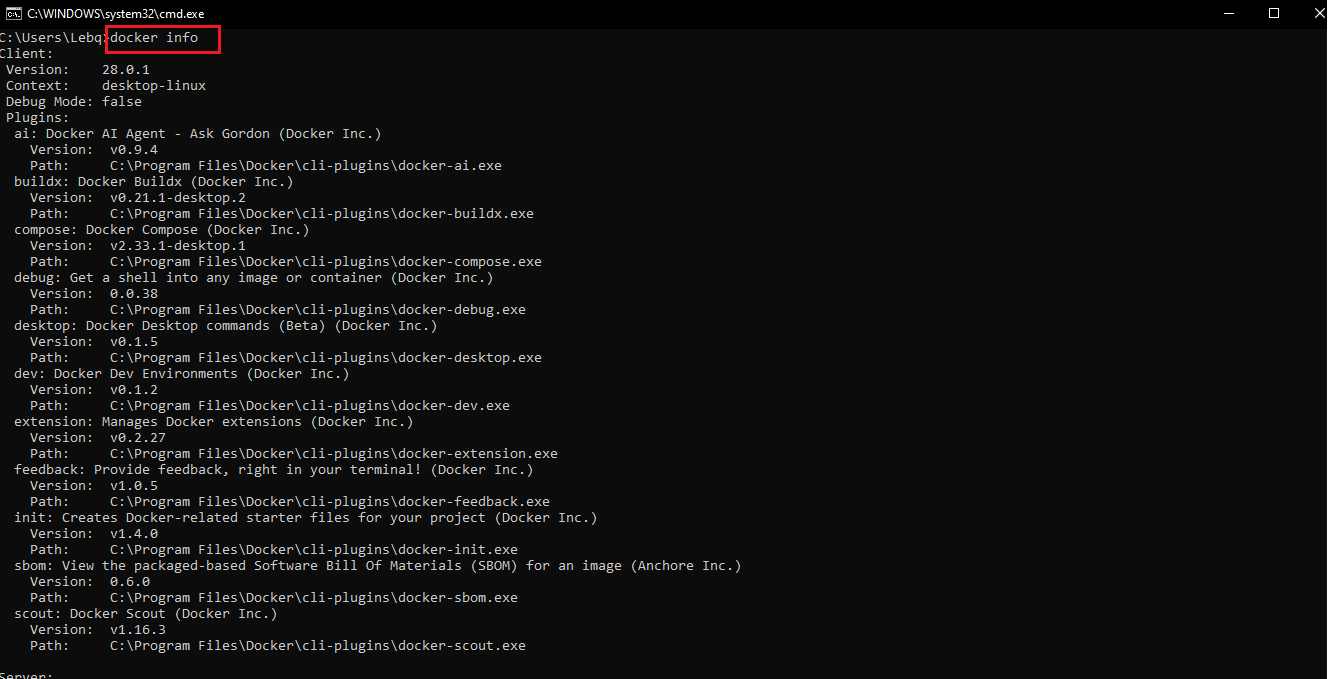 C:\WINDOWS\system32\cmd.exe
C:\Users\Lebq>docker info
Client:
 Version:    28.0.1
 Context:    desktop-linux
 Debug Mode: false
 Plugins:
  ai: Docker AI Agent - Ask Gordon (Docker Inc.)
    Version:  v0.9.4
    Path:     C:\Program Files\Docker\cli-plugins\docker-ai.exe
  buildx: Docker Buildx (Docker Inc.)
    Version:  v0.21.1-desktop.2
    Path:     C:\Program Files\Docker\cli-plugins\docker-buildx.exe
  compose: Docker Compose (Docker Inc.)
    Version:  v2.33.1-desktop.1
    Path:     C:\Program Files\Docker\cli-plugins\docker-compose.exe
  debug: Get a shell into any image or container (Docker Inc.)
    Version:  0.0.38
    Path:     C:\Program Files\Docker\cli-plugins\docker-debug.exe
  desktop: Docker Desktop commands (Beta) (Docker Inc.)
    Version:  v0.1.5
    Path:     C:\Program Files\Docker\cli-plugins\docker-desktop.exe
  dev: Docker Dev Environments (Docker Inc.)
    Version:  v0.1.2
    Path:     C:\Program Files\Docker\cli-plugins\docker-dev.exe
  extension: Manages Docker extensions (Docker Inc.)
    Version:  v0.2.27
    Path:     C:\Program Files\Docker\cli-plugins\docker-extension.exe
  feedback: Provide feedback, right in your terminal! (Docker Inc.)
    Version:  v1.0.5
    Path:     C:\Program Files\Docker\cli-plugins\docker-feedback.exe
  init: Creates Docker-related starter files for your project (Docker Inc.)
    Version:  v1.4.0
    Path:     C:\Program Files\Docker\cli-plugins\docker-init.exe
  sbom: View the packaged-based Software Bill Of Materials (SBOM) for an image (Anchore Inc.)
    Version:  0.6.0
    Path:     C:\Program Files\Docker\cli-plugins\docker-sbom.exe
  scout: Docker Scout (Docker Inc.)
    Version:  v1.16.3
    Path:     C:\Program Files\Docker\cli-plugins\docker-scout.exe
Server: